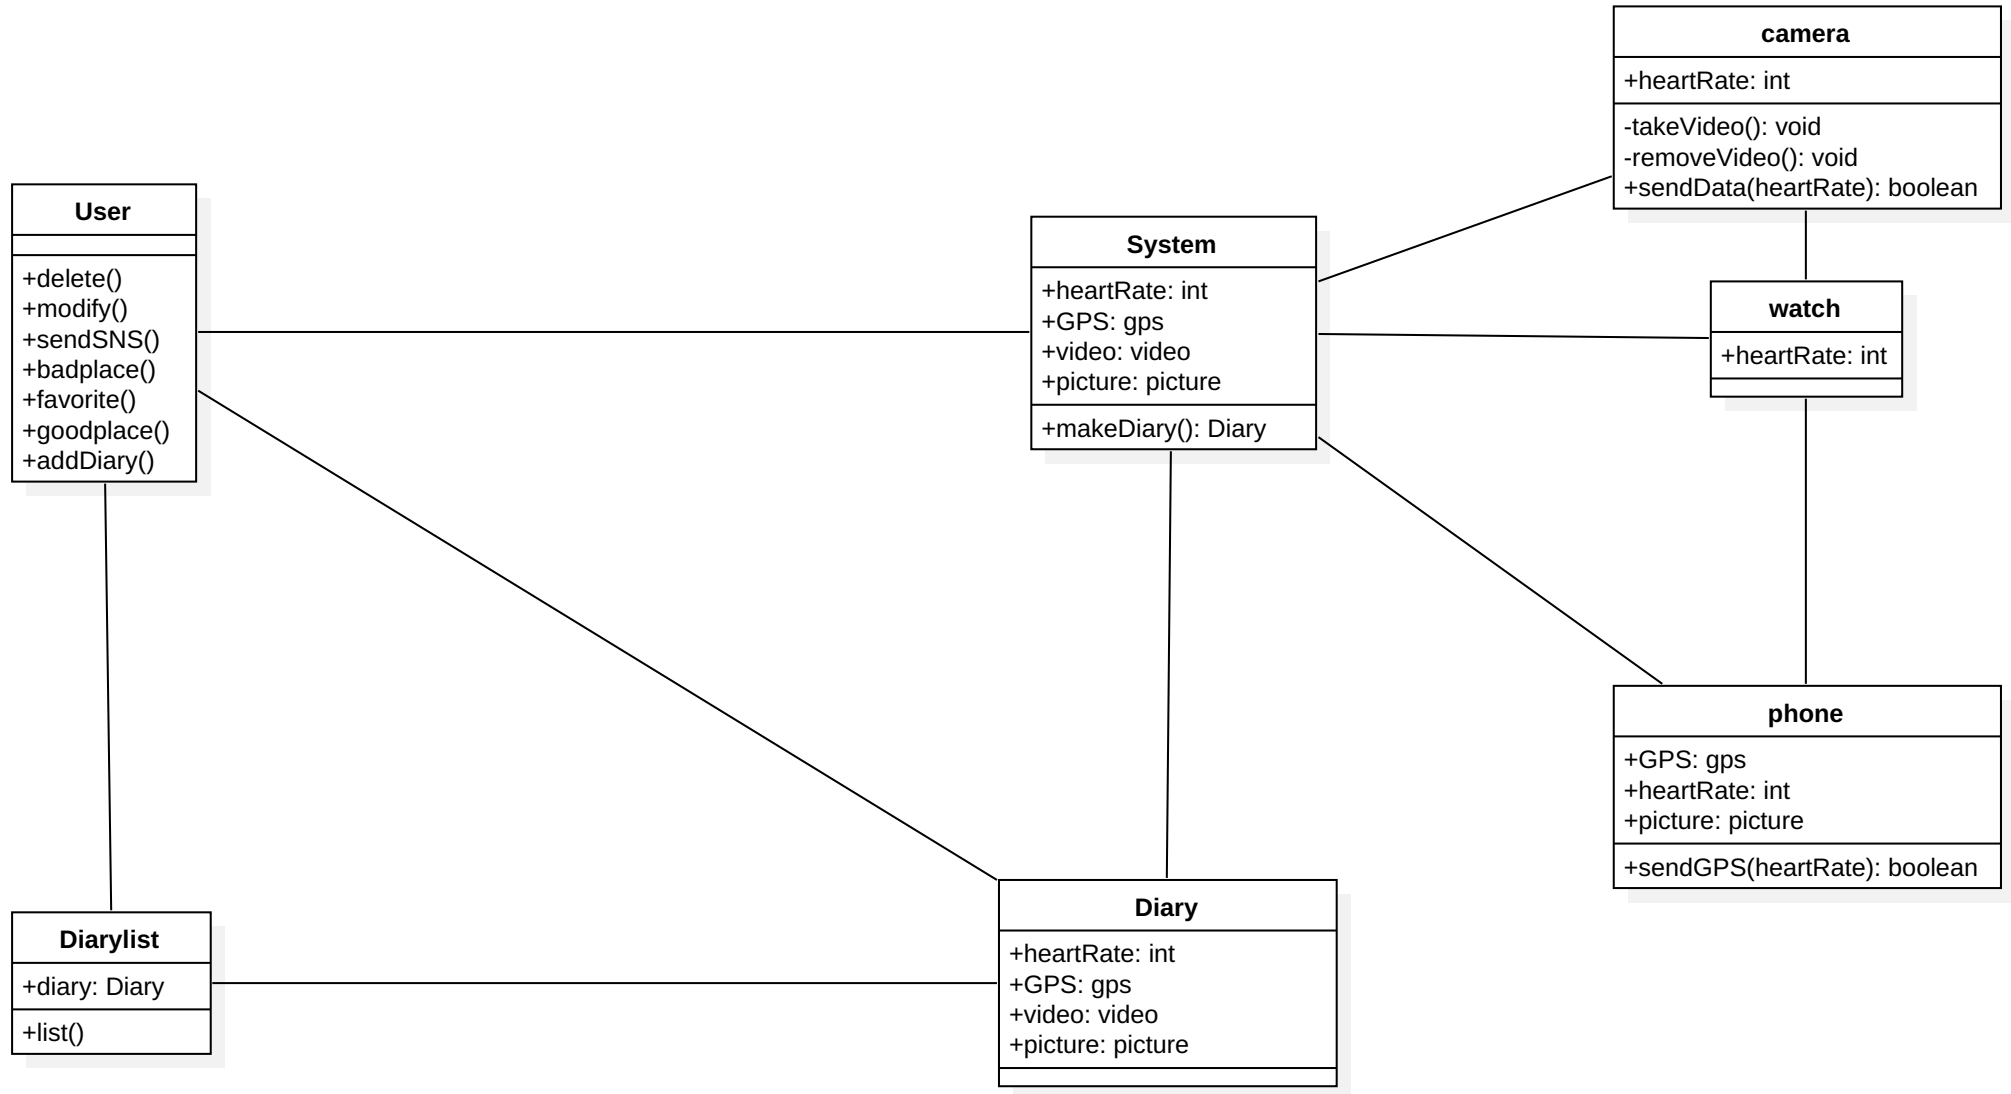 camera
+heartRate: int
-takeVideo(): void
-removeVideo(): void
+sendData(heartRate): boolean
User
+delete()
+modify()
+sendSNS()
+badplace()
+favorite()
+goodplace()
+addDiary()
System
+heartRate: int
+GPS: gps
+video: video
+picture: picture
+makeDiary(): Diary
watch
+heartRate: int
phone
+GPS: gps
+heartRate: int
+picture: picture
+sendGPS(heartRate): boolean
Diarylist
+diary: Diary
+list()
Diary
+heartRate: int
+GPS: gps
+video: video
+picture: picture